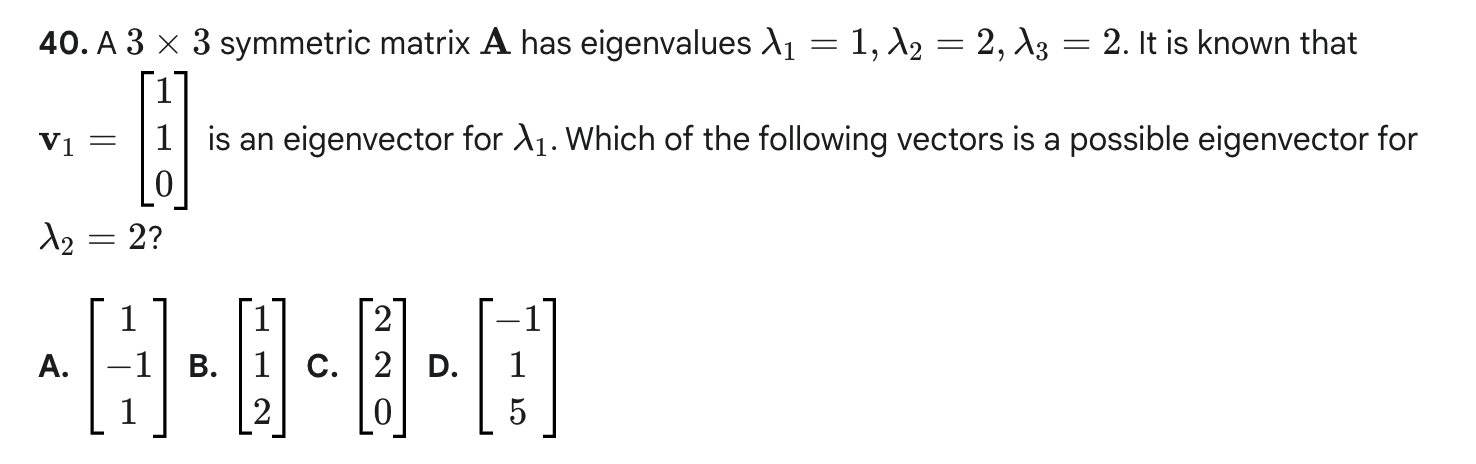 40. A 3 × 3 symmetric matrix A has eigenvalues λ₁ = 1, λ₂ = 2, λ₃ = 2. It is known that
v₁ = [1 1 0] is an eigenvector for λ₁. Which of the following vectors is a possible eigenvector for
λ₂ = 2?
A. [1 −1 1] B. [1 1 2] C. [2 2 0] D. [−1 1 5]